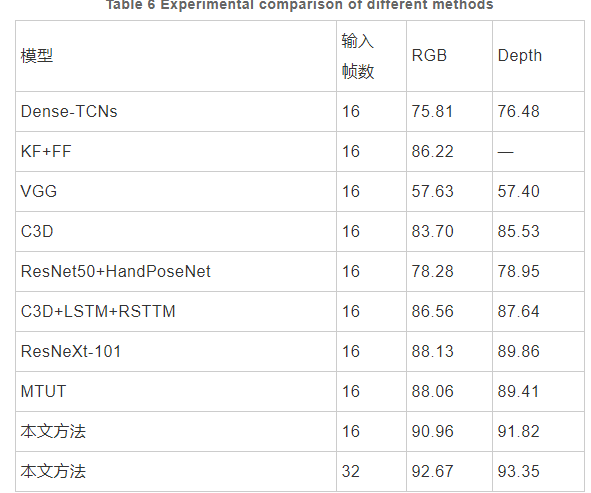 Table 6 Experimental comparison of different methods
模型 输入帧数 RGB Depth
Dense-TCNs 16 75.81 76.48
KF+FF 16 86.22 —
VGG 16 57.63 57.40
C3D 16 83.70 85.53
ResNet50+HandPoseNet 16 78.28 78.95
C3D+LSTM+RSTTM 16 86.56 87.64
ResNeXt-101 16 88.13 89.86
MTUT 16 88.06 89.41
本文方法 16 90.96 91.82
本文方法 32 92.67 93.35